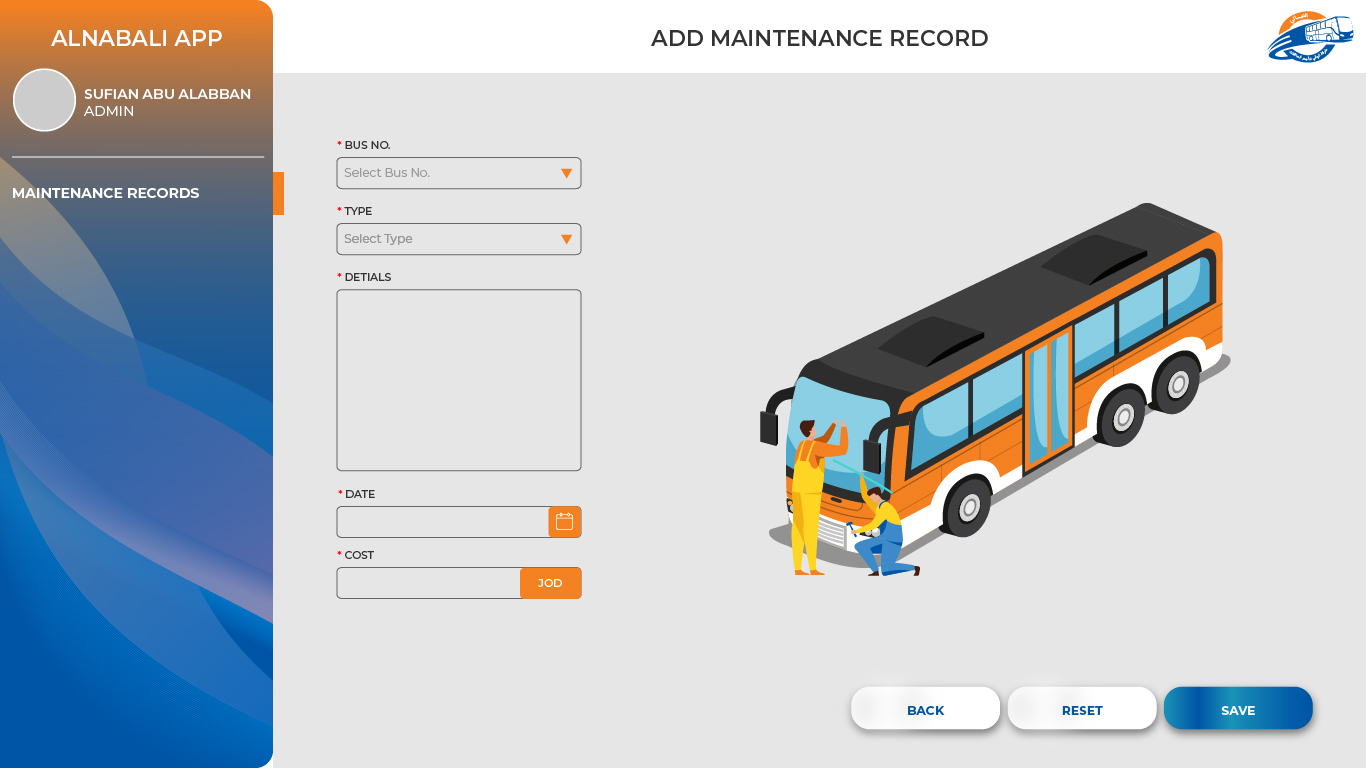 ALNABALI APP
SUFIAN ABU ALABBAN
ADMIN
MAINTENANCE RECORDS
ADD MAINTENANCE RECORD
* BUS NO.
Select Bus No.
* TYPE
Select Type
* DETIALS
* DATE
* COST
JOD
BACK
RESET
SAVE